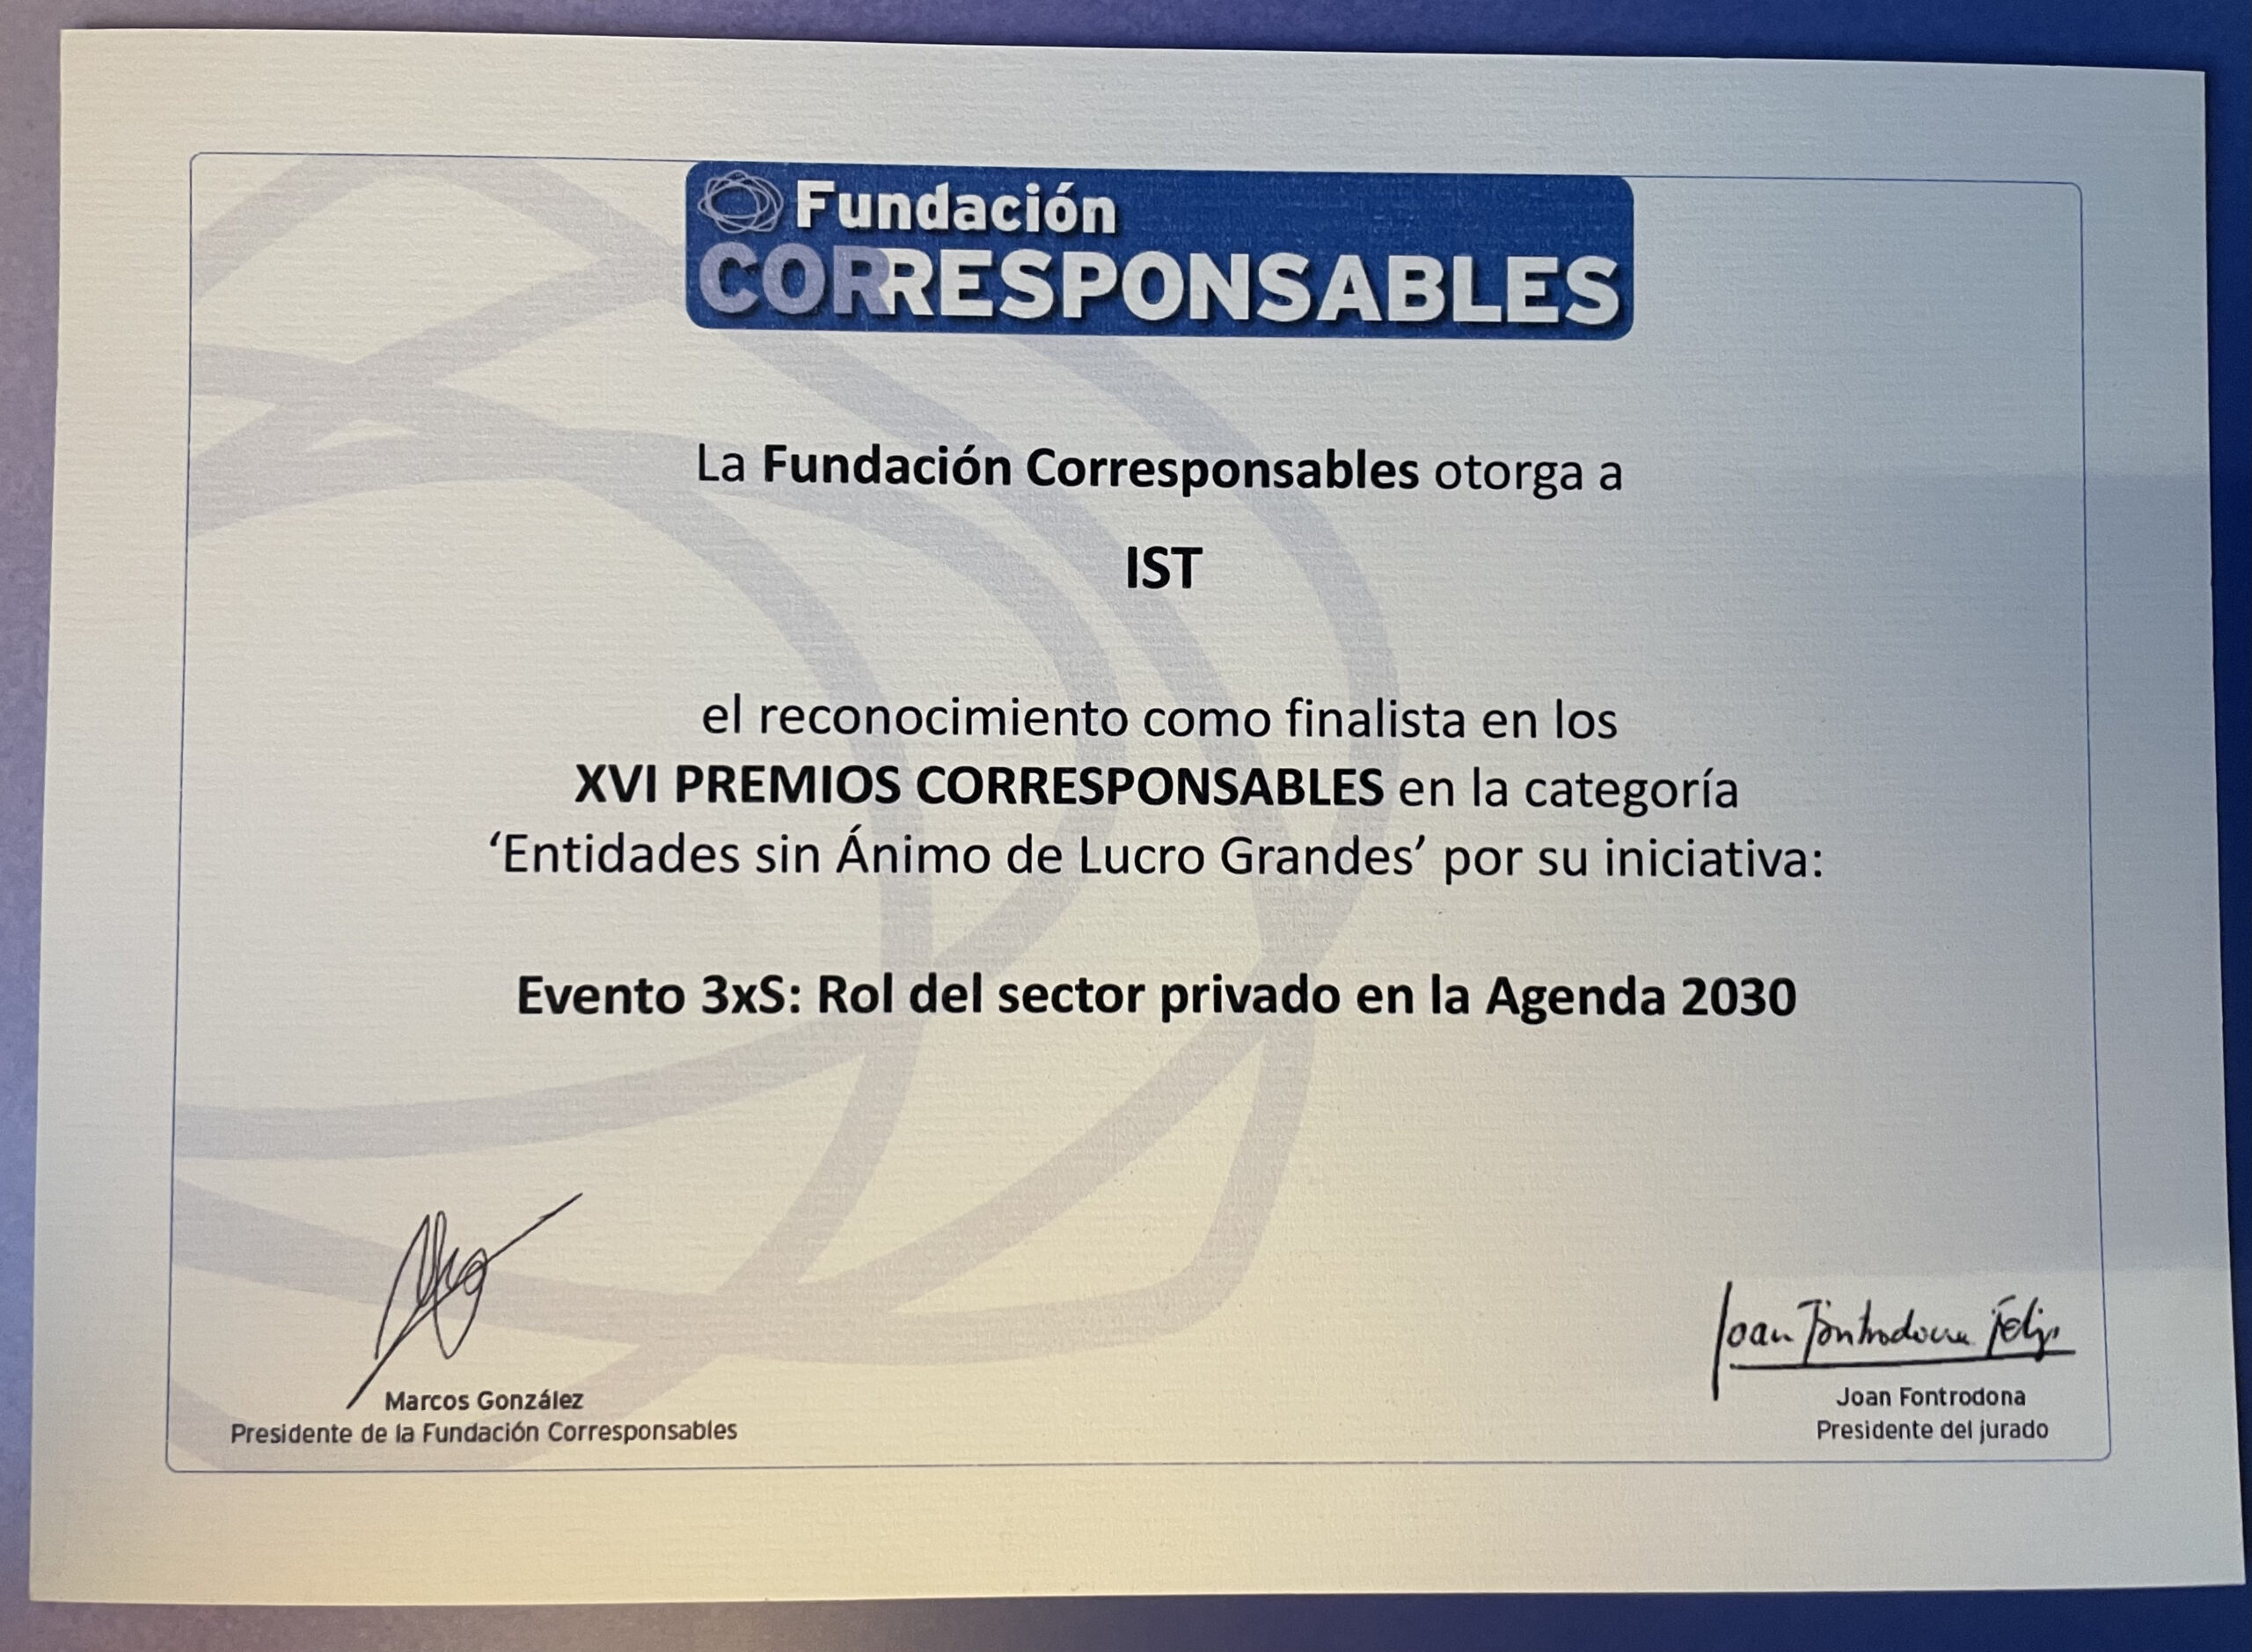 Fundación
CORRESPONSABLES
La Fundación Corresponsables otorga a
IST
el reconocimiento como finalista en los
XVI PREMIOS CORRESPONSABLES en la categoría
‘Entidades sin Ánimo de Lucro Grandes’ por su iniciativa:
Evento 3xS: Rol del sector privado en la Agenda 2030
Marcos González
Presidente de la Fundación Corresponsables
Joan Fontrodona
Joan Fontrodona
Presidente del jurado